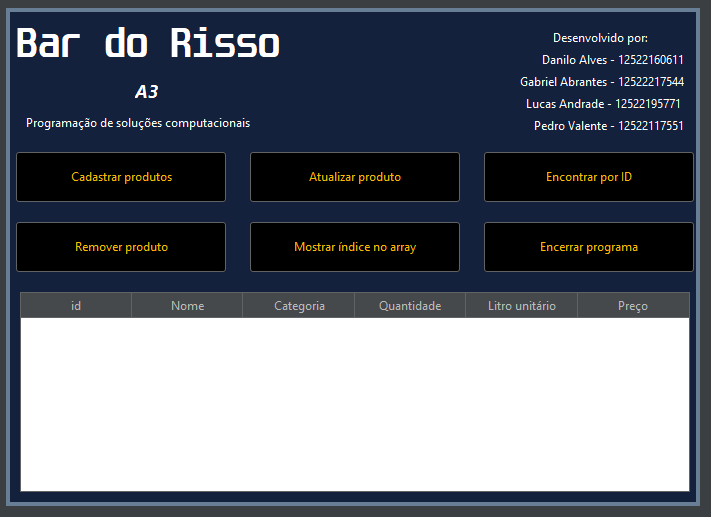 Bar do Risso
A3
Programação de soluções computacionais
Desenvolvido por:
Danilo Alves - 12522160611
Gabriel Abrantes - 12522217544
Lucas Andrade - 12522195771
Pedro Valente - 12522117551
Cadastrar produtos
Atualizar produto
Encontrar por ID
Remover produto
Mostrar índice no array
Encerrar programa
id Nome Categoria Quantidade Litro unitário Preço